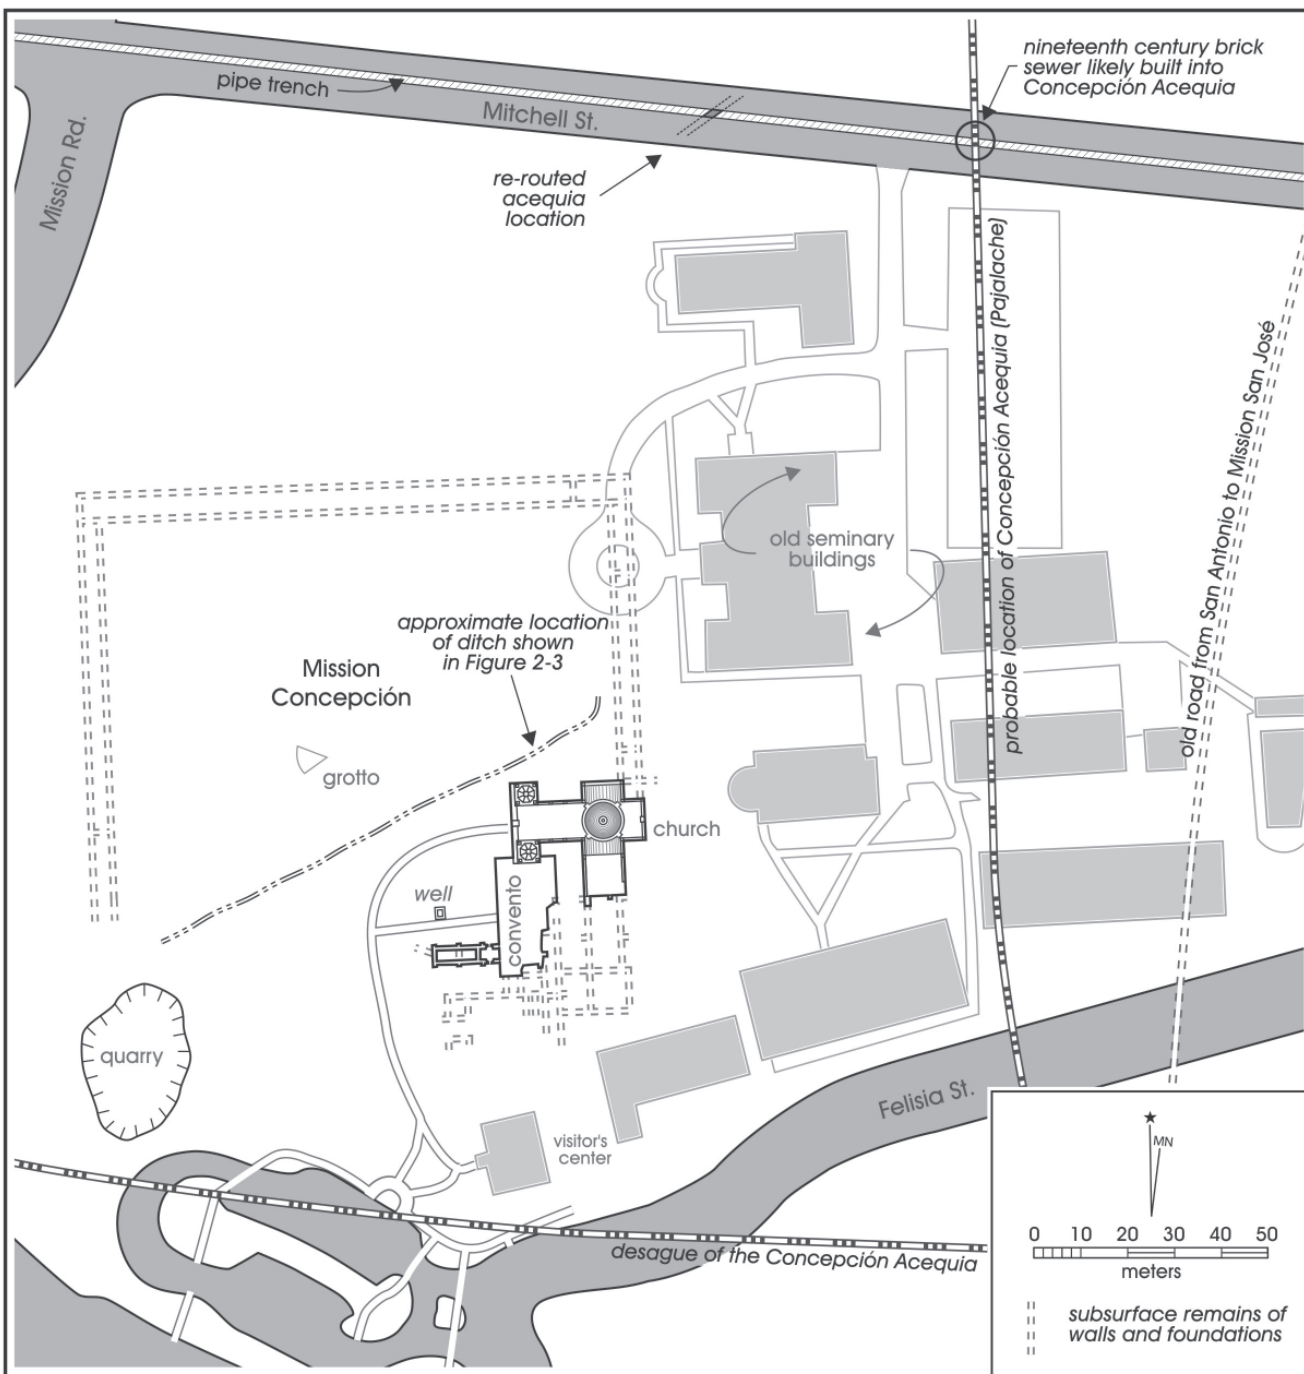 nineteenth century brick
sewer likely built into
Concepción Acequia
pipe trench
Mitchell St.
Mission Rd.
re-routed
acequia
location
probable location of Concepción Acequia (Pajalache)
old road from San Antonio to Mission San José
old seminary
buildings
approximate location
of ditch shown
in Figure 2-3
Mission
Concepción
grotto
church
well
convento
quarry
Felisia St.
visitor's
center
desague of the Concepción Acequia
MN
0 10 20 30 40 50
meters
subsurface remains of
walls and foundations